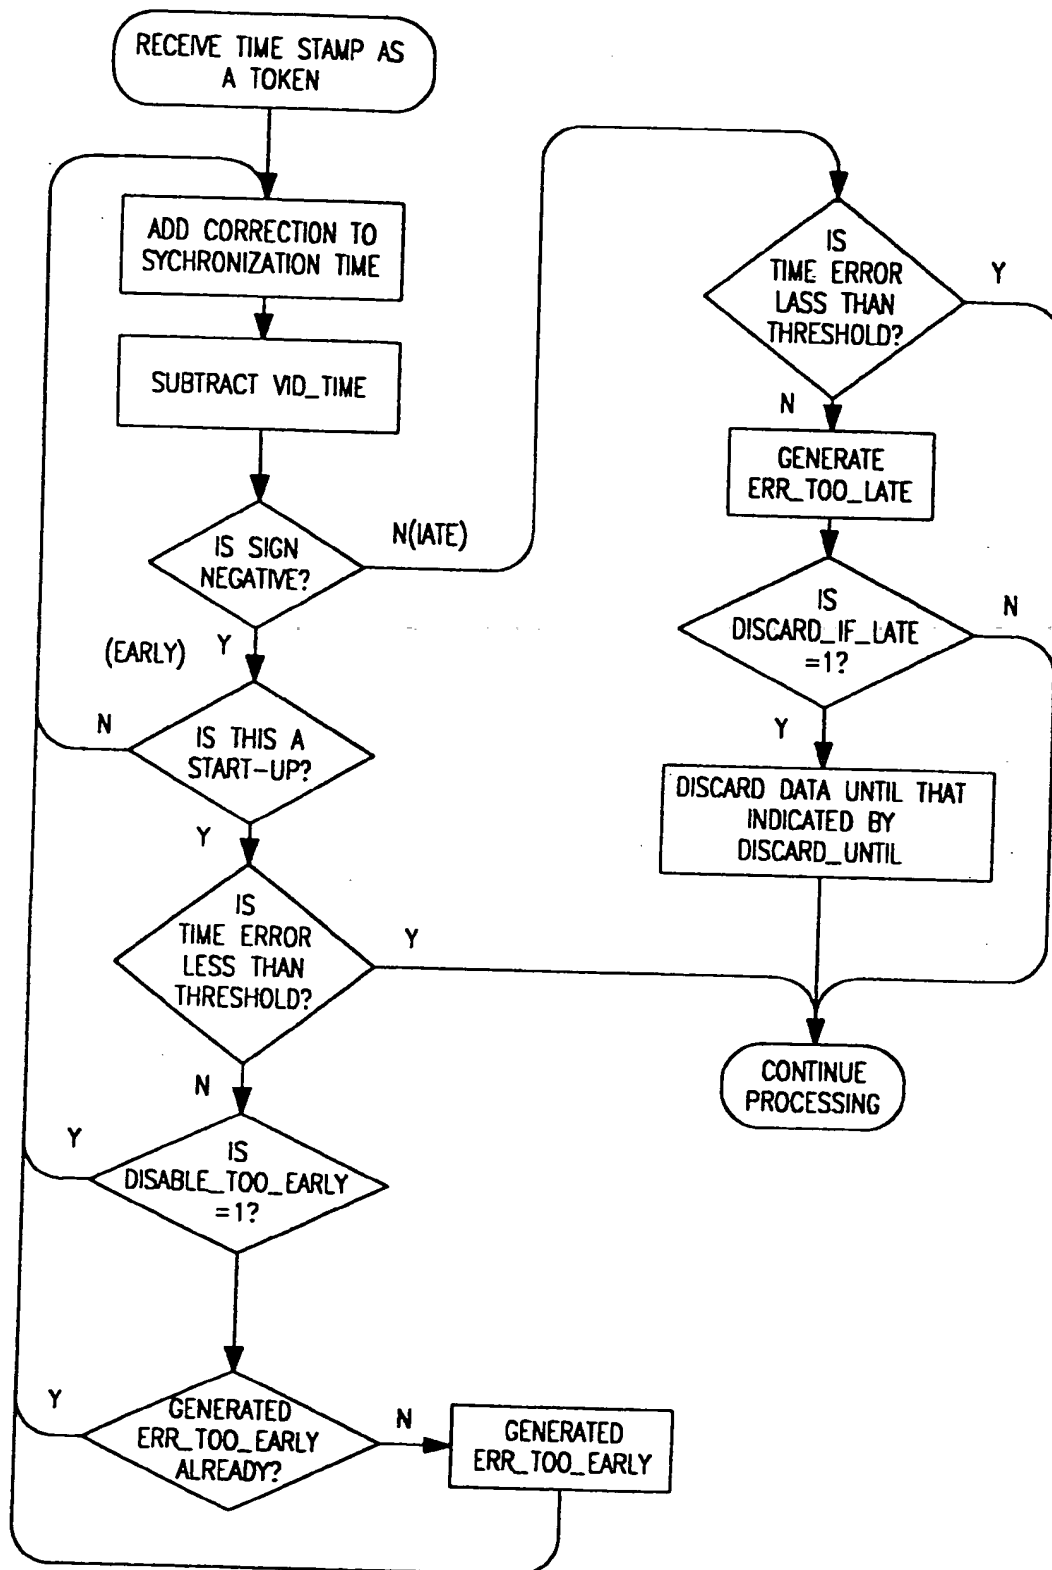 RECEIVE TIME STAMP AS
A TOKEN
ADD CORRECTION TO
SYCHRONIZATION TIME
SUBTRACT VID_TIME
IS SIGN
NEGATIVE?
N(IATE)
Y
(EARLY)
IS THIS A
START-UP?
N
Y
IS
TIME ERROR
LESS THAN
THRESHOLD?
Y
N
IS
DISABLE_TOO_EARLY
=1?
Y
GENERATED
ERR_TOO_EARLY
ALREADY?
Y
N
GENERATED
ERR_TOO_EARLY
IS
TIME ERROR
LASS THAN
THRESHOLD?
Y
N
GENERATE
ERR_TOO_LATE
IS
DISCARD_IF_LATE
=1?
N
Y
DISCARD DATA UNTIL THAT
INDICATED BY
DISCARD_UNTIL
CONTINUE
PROCESSING